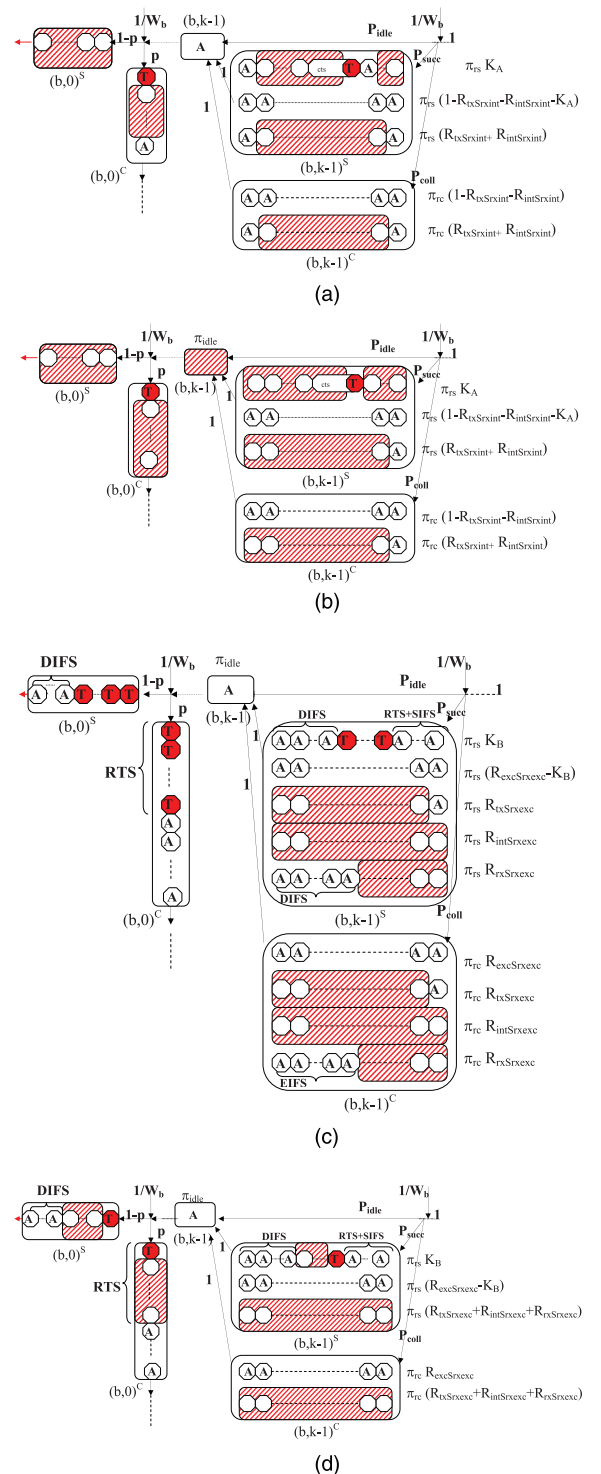 1/W_b (b,k-1) 1/W_b
P_idle
1-p A 1
(b,0)^S p P_succ
T A cts T A π_rs K_A
1 A A A A π_rs (1-R_txSrxint-R_intSrxint-K_A)
A A A π_rs (R_txSrxint+ R_intSrxint)
(b,0)^C (b,k-1)^S
P_coll
1 A A A A π_rc (1-R_txSrxint-R_intSrxint)
A A π_rc (R_txSrxint+ R_intSrxint)
(b,k-1)^C
(a)
1/W_b π_idle 1/W_b
P_idle
1-p 1
(b,0)^S p (b,k-1) P_succ
T cts T π_rs K_A
1 A A A A π_rs (1-R_txSrxint-R_intSrxint-K_A)
A π_rs (R_txSrxint+ R_intSrxint)
(b,0)^C (b,k-1)^S
P_coll
1 A A A A π_rc (1-R_txSrxint-R_intSrxint)
A π_rc (R_txSrxint+ R_intSrxint)
(b,k-1)^C
(b)
DIFS 1/W_b π_idle 1/W_b
P_idle
A A T T T 1-p A 1
(b,0)^S p (b,k-1) P_succ
DIFS RTS+SIFS
RTS T T A A A T T A A π_rs K_B
1 A A A A π_rs (R_excSrxexc-K_B)
T A π_rs R_txSrxexc
A π_rs R_intSrxexc
A A A A π_rs R_rxSrxexc
A DIFS
(b,0)^C (b,k-1)^S
P_coll
1 A A A A π_rc R_excSrxexc
A π_rc R_txSrxexc
π_rc R_intSrxexc
A A A A π_rc R_rxSrxexc
EIFS
(b,k-1)^C
(c)
DIFS 1/W_b π_idle 1/W_b
P_idle
A A T 1-p A 1
(b,0)^S p (b,k-1) P_succ
DIFS RTS+SIFS
RTS T A A A T A A π_rs K_B
1 A A A A π_rs (R_excSrxexc-K_B)
π_rs (R_txSrxexc+R_intSrxexc+R_rxSrxexc)
A (b,k-1)^S
P_coll
A 1 A A A A π_rc R_excSrxexc
(b,0)^C π_rc (R_txSrxexc+R_intSrxexc+R_rxSrxexc)
(b,k-1)^C
(d)